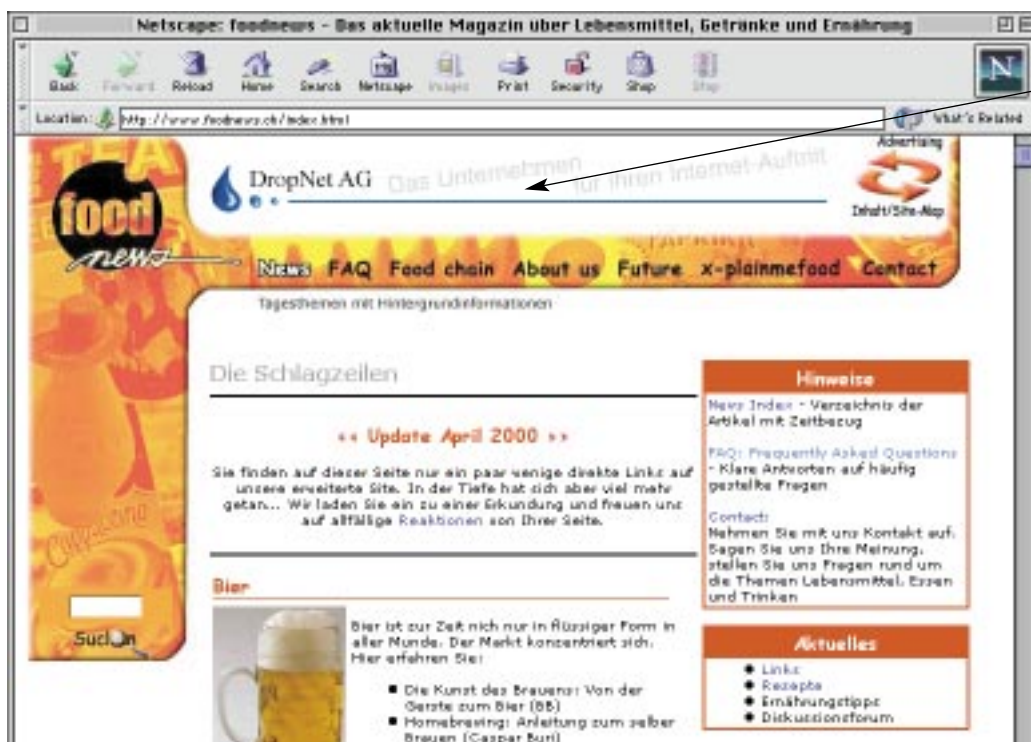 Netscape: foodnews - Das aktuelle Magazin über Lebensmittel, Getränke und Ernährung
Back Forward Reload Home Search Netscape Images Print Security Shop Stop
N
Location: http://www.foodnews.ch/index.html What's Related
TEA
food
news
DropNet AG Das Unternehmen für Ihren Internet-Auftritt
Advertising
Inhalt/Site-Map
News FAQ Food chain About us Future x-plainmefood Contact
Tagesthemen mit Hintergrundinformationen
Die Schlagzeilen
‹‹ Update April 2000 ››
Sie finden auf dieser Seite nur ein paar wenige direkte Links auf
unsere erweiterte Site. In der Tiefe hat sich aber viel mehr
getan... Wir laden Sie ein zu einer Erkundung und freuen uns
auf allfällige Reaktionen von Ihrer Seite.
Bier
Bier ist zur Zeit nich nur in flüssiger Form in
aller Munde. Der Markt konzentriert sich.
Hier erfahren Sie:
Die Kunst des Brauens: Von der
Gerste zum Bier (BB)
Homebrewing: Anleitung zum selber
Brauen (Caspar Buri)
Hinweise
News Index - Verzeichnis der
Artikel mit Zeitbezug
FAQ: Frequently Asked Questions
- Klare Antworten auf häufig
gestellte Fragen
Contact:
Nehmen Sie mit uns Kontakt auf.
Sagen Sie uns Ihre Meinung,
stellen Sie uns Fragen rund um
die Themen Lebensmittel, Essen
und Trinken
Aktuelles
Links
Rezepte
Ernährungstipps
Diskussionsforum
Cappuccino
Suchen